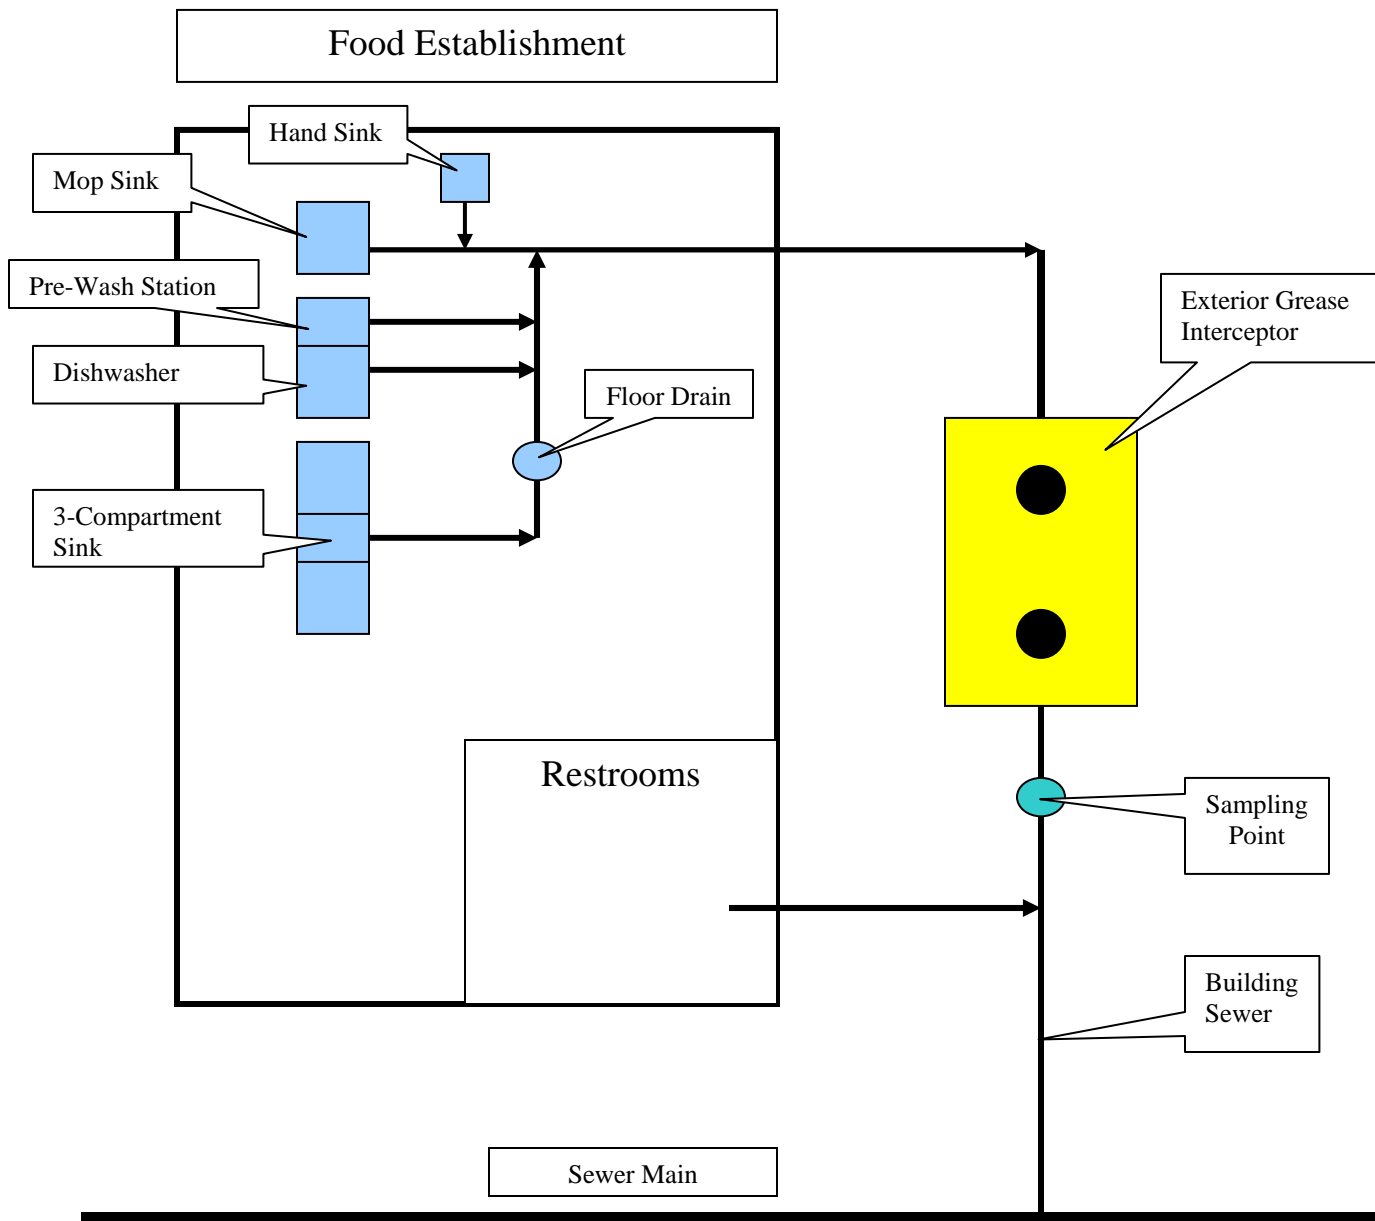 Food Establishment
Hand Sink
Mop Sink
Pre-Wash Station
Exterior Grease
Interceptor
Dishwasher
Floor Drain
3-Compartment
Sink
Restrooms
Sampling
Point
Building
Sewer
Sewer Main